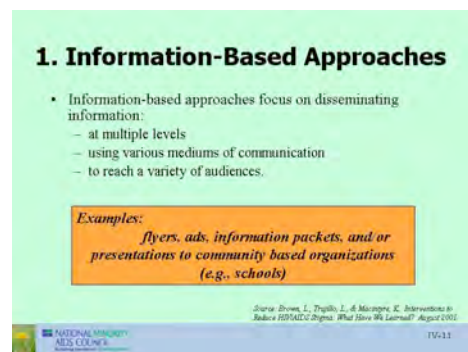 1. Information-Based Approaches
• Information-based approaches focus on disseminating
information:
– at multiple levels
– using various mediums of communication
– to reach a variety of audiences.
Examples:
flyers, ads, information packets, and/or
presentations to community based organizations
(e.g., schools)
Source: Brown, L., Trujillo, L., & Macintyre, K. Interventions to
Reduce HIV/AIDS Stigma: What Have We Learned? August 2001
NATIONAL MINORITY
AIDS COUNCIL
IV-11